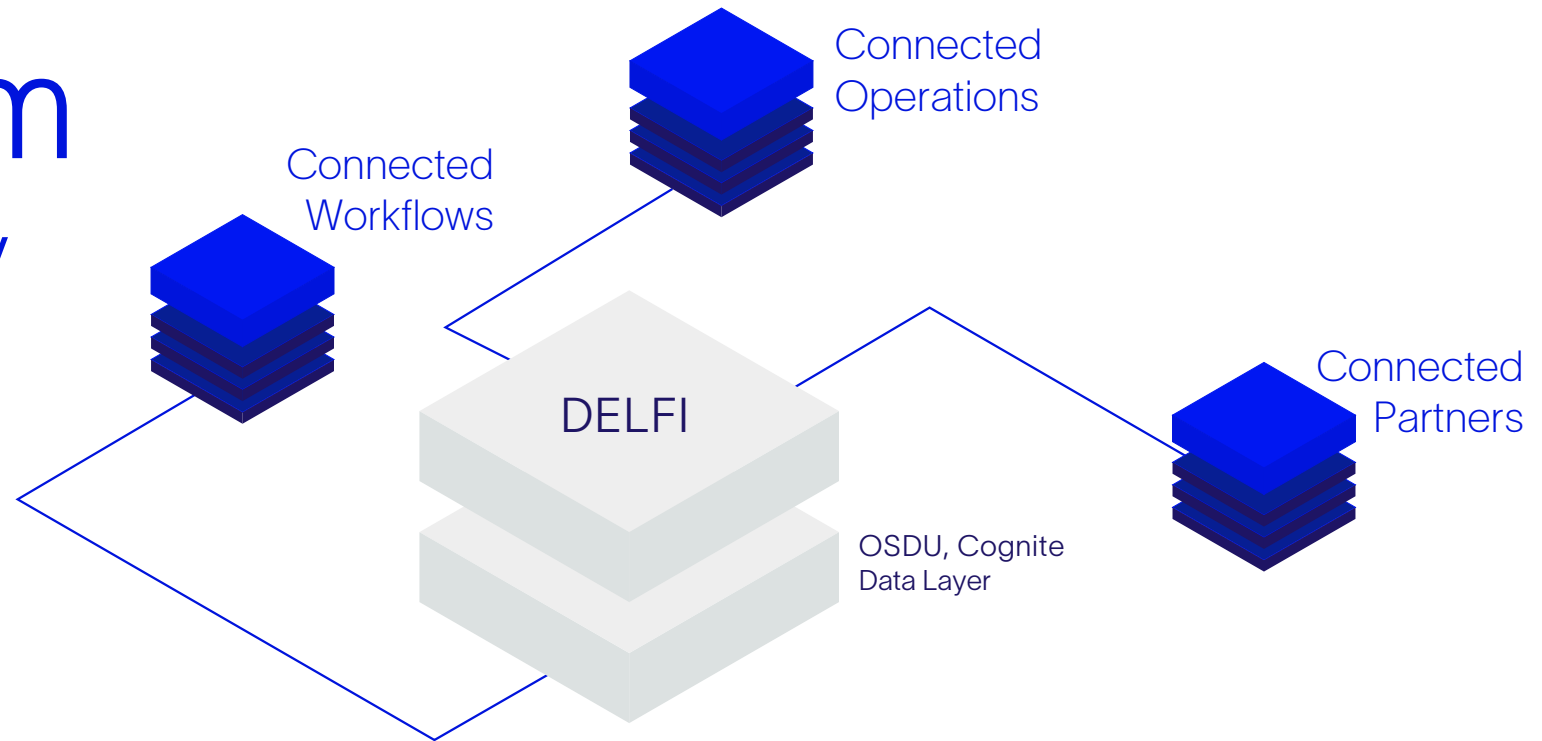 m
y
Connected
Operations
Connected
Workflows
DELFI
Connected
Partners
OSDU, Cognite
Data Layer